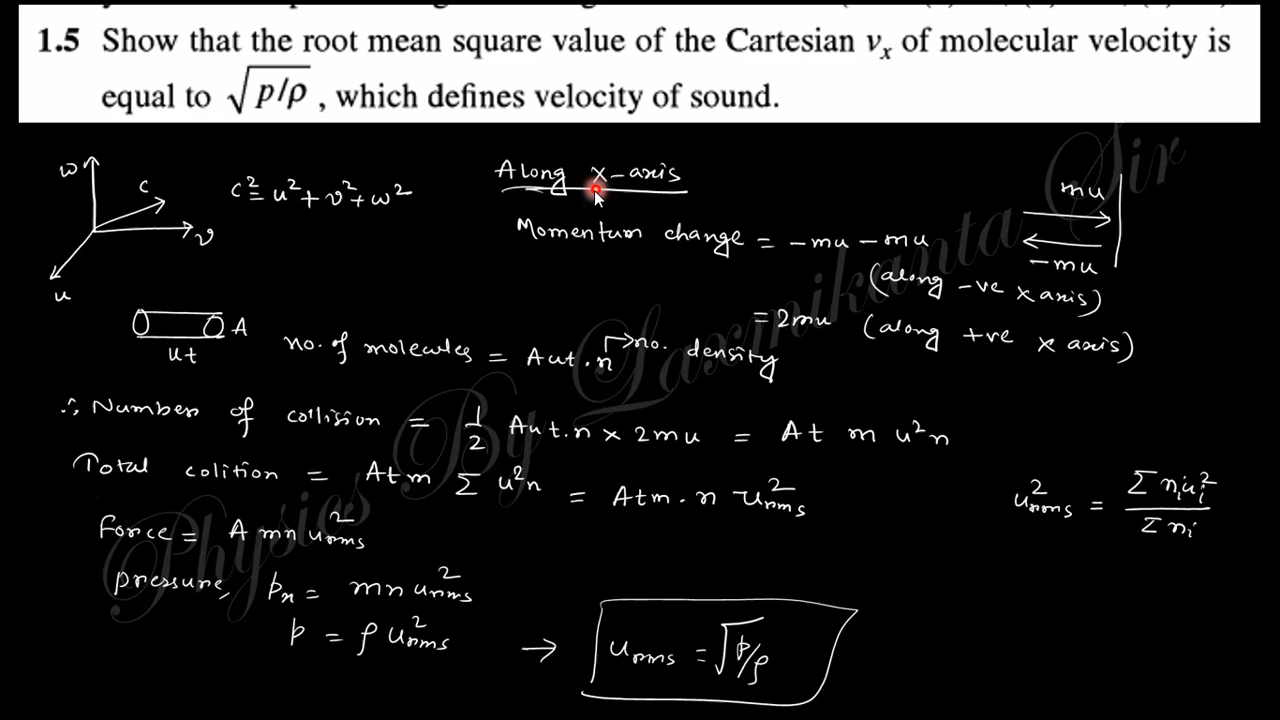 1.5 Show that the root mean square value of the Cartesian vₓ of molecular velocity is
equal to √p/ρ , which defines velocity of sound.
w
c
v
u
c² = u² + v² + w²
Along x-axis
Momentum change = -mu - mu
(along -ve x axis)
= 2mu (along +ve x axis)
mu
-mu
A
ut
no. of molecules = Aut . n → no. density
∴ Number of collision = 1/2 Aut.n × 2mu = At m u²n
Total colition = Atm Σ u²n = Atm . n u²rms
u²rms = Σ nᵢuᵢ² / Σ nᵢ
Force = A mn u²rms
pressure, pₓ = mn u²rms
p = ρ u²rms → urms = √p/ρ
Physics By Laxmikanta Sir